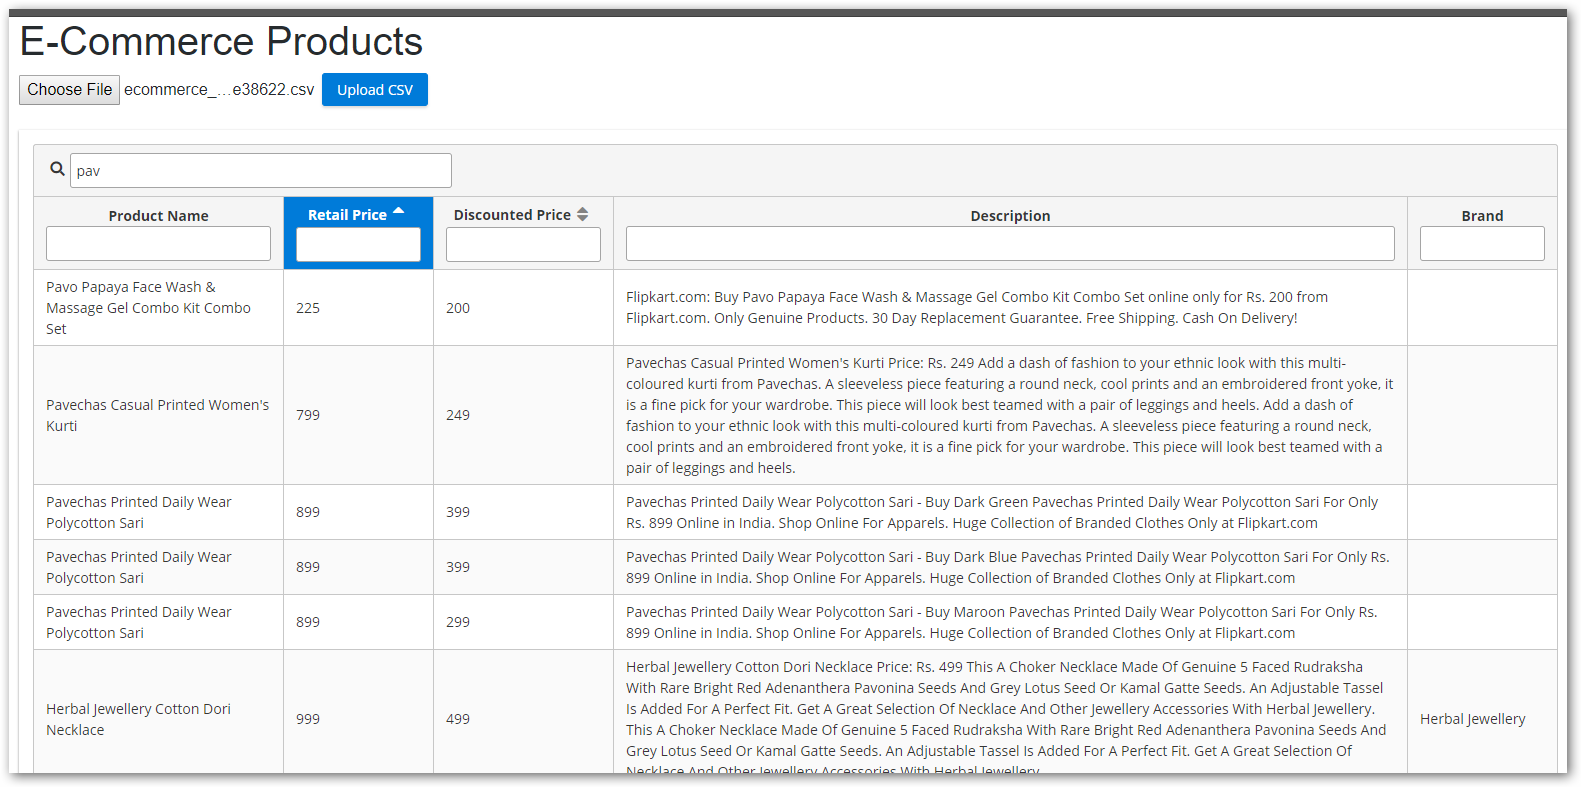 E-Commerce Products
Choose File ecommerce_...e38622.csv Upload CSV
pav
Product Name Retail Price Discounted Price Description Brand
Pavo Papaya Face Wash &
Massage Gel Combo Kit Combo
Set
225
200
Flipkart.com: Buy Pavo Papaya Face Wash & Massage Gel Combo Kit Combo Set online only for Rs. 200 from
Flipkart.com. Only Genuine Products. 30 Day Replacement Guarantee. Free Shipping. Cash On Delivery!
Pavechas Casual Printed Women's
Kurti
799
249
Pavechas Casual Printed Women's Kurti Price: Rs. 249 Add a dash of fashion to your ethnic look with this multi-
coloured kurti from Pavechas. A sleeveless piece featuring a round neck, cool prints and an embroidered front yoke, it
is a fine pick for your wardrobe. This piece will look best teamed with a pair of leggings and heels. Add a dash of
fashion to your ethnic look with this multi-coloured kurti from Pavechas. A sleeveless piece featuring a round neck,
cool prints and an embroidered front yoke, it is a fine pick for your wardrobe. This piece will look best teamed with a
pair of leggings and heels.
Pavechas Printed Daily Wear
Polycotton Sari
899
399
Pavechas Printed Daily Wear Polycotton Sari - Buy Dark Green Pavechas Printed Daily Wear Polycotton Sari For Only
Rs. 899 Online in India. Shop Online For Apparels. Huge Collection of Branded Clothes Only at Flipkart.com
Pavechas Printed Daily Wear
Polycotton Sari
899
399
Pavechas Printed Daily Wear Polycotton Sari - Buy Dark Blue Pavechas Printed Daily Wear Polycotton Sari For Only Rs.
899 Online in India. Shop Online For Apparels. Huge Collection of Branded Clothes Only at Flipkart.com
Pavechas Printed Daily Wear
Polycotton Sari
899
299
Pavechas Printed Daily Wear Polycotton Sari - Buy Maroon Pavechas Printed Daily Wear Polycotton Sari For Only Rs.
899 Online in India. Shop Online For Apparels. Huge Collection of Branded Clothes Only at Flipkart.com
Herbal Jewellery Cotton Dori
Necklace
999
499
Herbal Jewellery Cotton Dori Necklace Price: Rs. 499 This A Choker Necklace Made Of Genuine 5 Faced Rudraksha
With Rare Bright Red Adenanthera Pavonina Seeds And Grey Lotus Seed Or Kamal Gatte Seeds. An Adjustable Tassel
Is Added For A Perfect Fit. Get A Great Selection Of Necklace And Other Jewellery Accessories With Herbal Jewellery.
This A Choker Necklace Made Of Genuine 5 Faced Rudraksha With Rare Bright Red Adenanthera Pavonina Seeds And
Grey Lotus Seed Or Kamal Gatte Seeds. An Adjustable Tassel Is Added For A Perfect Fit. Get A Great Selection Of
Necklace And Other Jewellery Accessories With Herbal Jewellery.
Herbal Jewellery